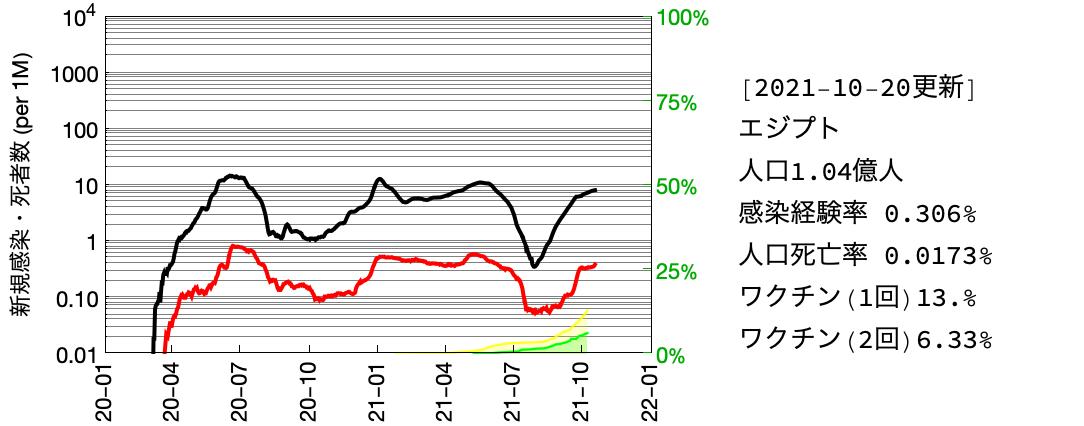 新規感染・死者数 (per 1M)
10^4
1000
100
10
1
0.10
0.01
100%
75%
50%
25%
0%
20-01
20-04
20-07
20-10
21-01
21-04
21-07
21-10
22-01
[2021-10-20更新]
エジプト
人口1.04億人
感染経験率 0.306%
人口死亡率 0.0173%
ワクチン(1回)13.%
ワクチン(2回)6.33%